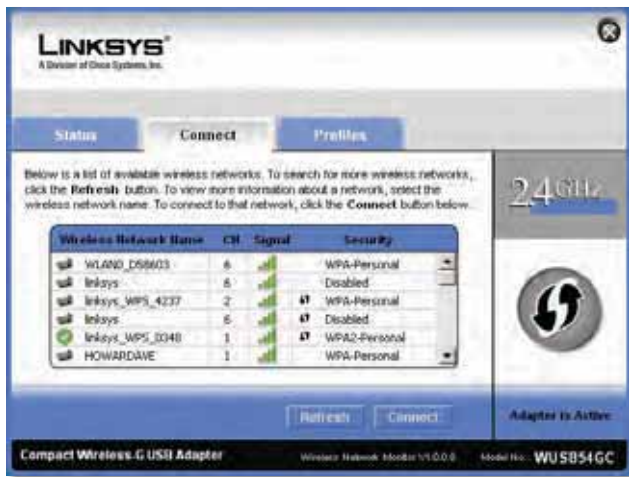 LINKSYS®
A Division of Cisco Systems, Inc.
Status Connect Profiles
Below is a list of available wireless networks. To search for more wireless networks,
click the Refresh button. To view more information about a network, select the
wireless network name. To connect to that network, click the Connect button below.
2.4GHz
Wireless Network Name CH Signal Security
WLAN0_D58603 6 WPA-Personal
linksys 6 Disabled
linksys_WPS_4237 2 WPA-Personal
linksys 6 Disabled
linksys_WPS_0348 1 WPA2-Personal
HOWARDAVE 1 WPA-Personal
Refresh Connect
Adapter is Active
Compact Wireless-G USB Adapter Wireless Network Monitor V1.0.0.6 Model No. WUSB54GC